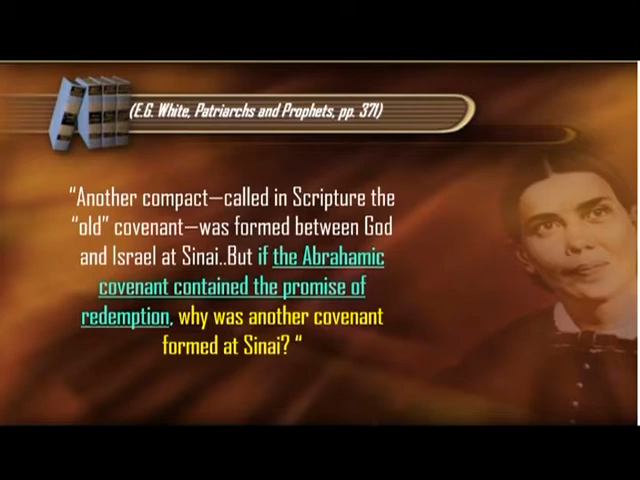 (E.G. White, Patriarchs and Prophets, pp. 371)
“Another compact—called in Scripture the
“old” covenant—was formed between God
and Israel at Sinai..But if the Abrahamic
covenant contained the promise of
redemption, why was another covenant
formed at Sinai? “